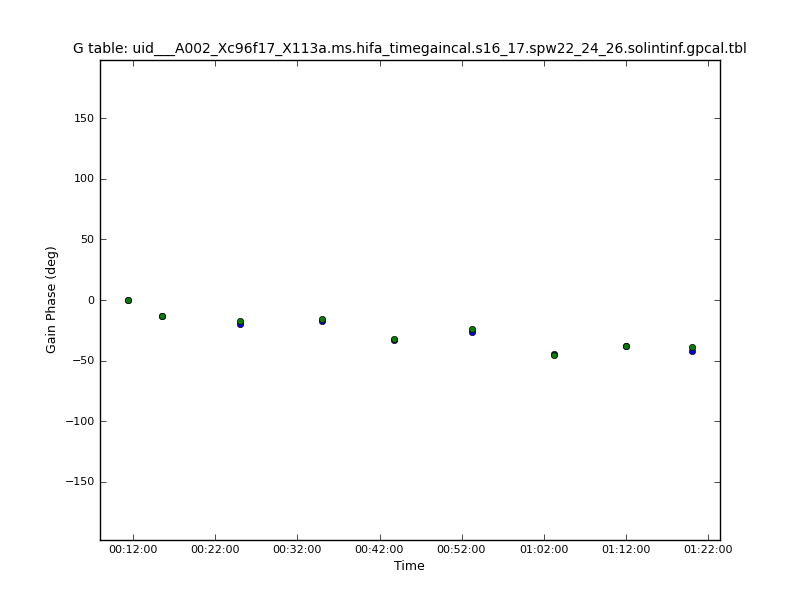 G table: uid___A002_Xc96f17_X113a.ms.hifa_timegaincal.s16_17.spw22_24_26.solintinf.gpcal.tbl
Gain Phase (deg)
150
100
50
0
−50
−100
−150
00:12:00 00:22:00 00:32:00 00:42:00 00:52:00 01:02:00 01:12:00 01:22:00
Time